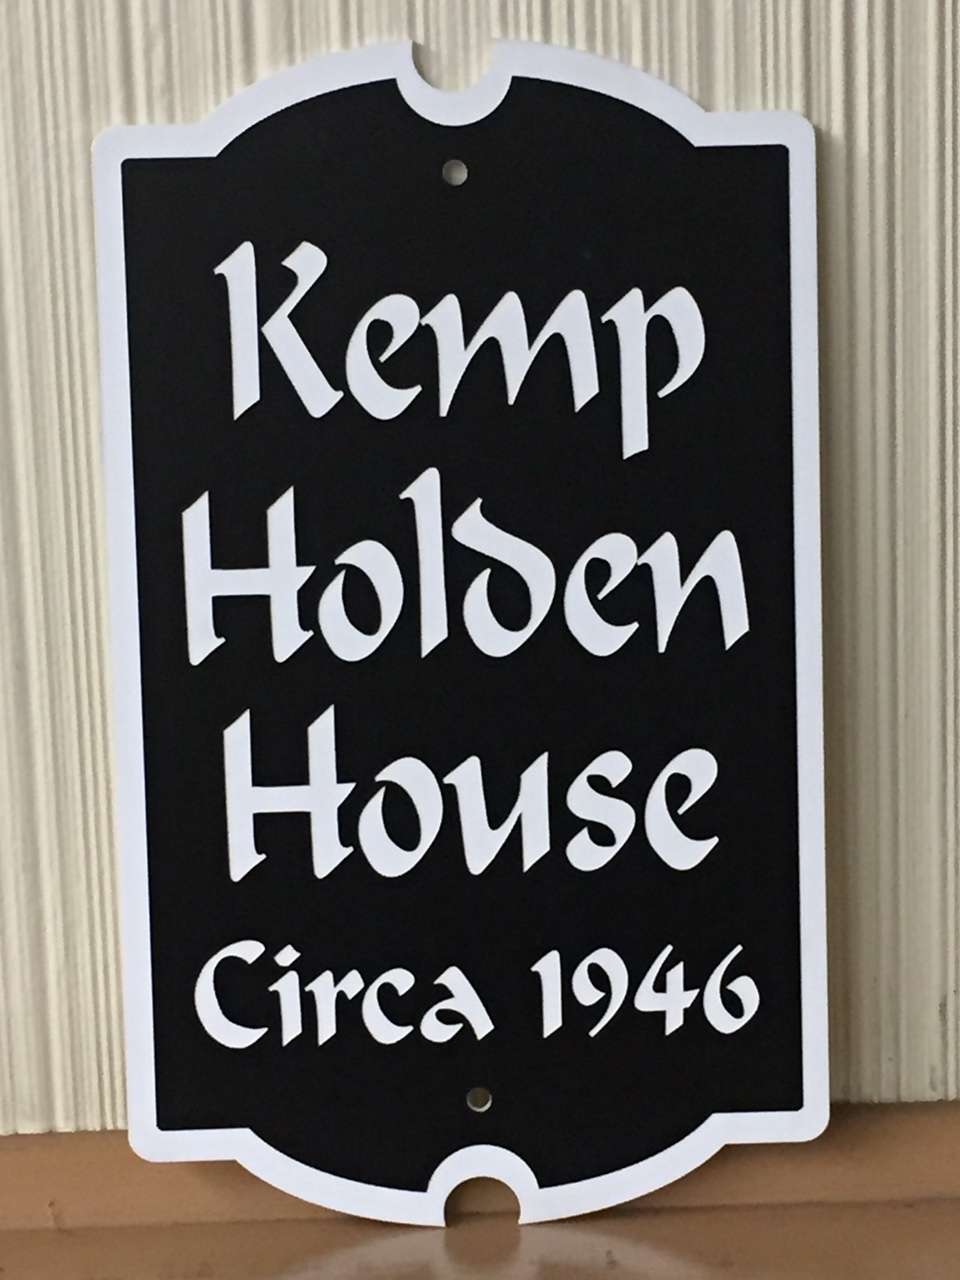 Kemp
Holden
House
Circa 1946